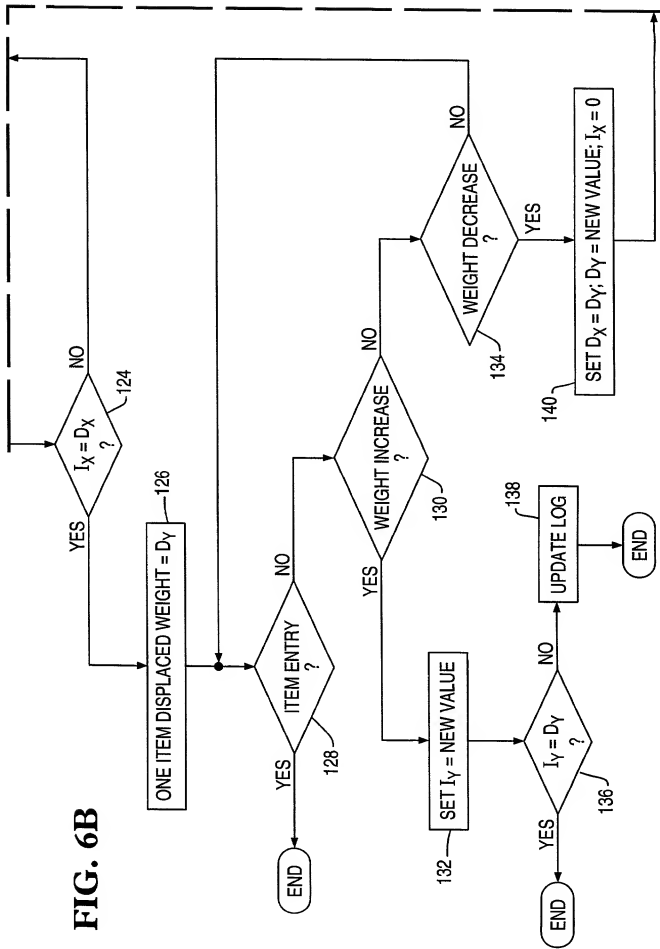 FIG. 6B
I_X = D_X
?
124
YES
NO
ONE ITEM DISPLACED WEIGHT = D_Y
126
ITEM ENTRY
?
128
YES
NO
END
WEIGHT INCREASE
?
130
YES
NO
SET I_Y = NEW VALUE
132
WEIGHT DECREASE
?
134
NO
YES
SET D_X = D_Y; D_Y = NEW VALUE; I_X = 0
140
I_Y = D_Y
?
136
YES
NO
END
UPDATE LOG
138
END